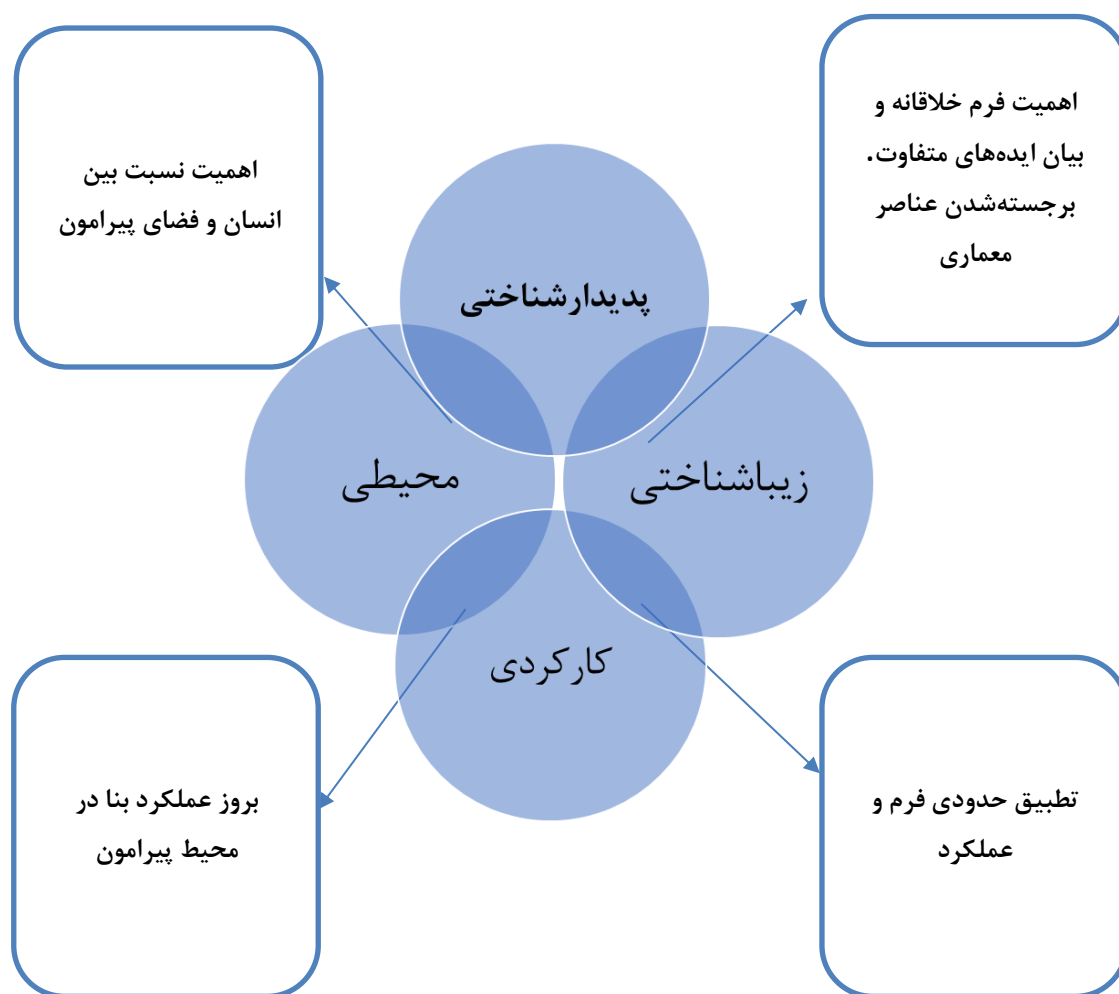 اهمیت فرم خلاقانه و
بیان ایده‌های متفاوت.
برجسته‌شدن عناصر
معماری
اهمیت نسبت بین
انسان و فضای پیرامون
پدیدارشناختی
زیباشناختی
محیطی
کارکردی
تطبیق حدودی فرم و
عملکرد
بروز عملکرد بنا در
محیط پیرامون